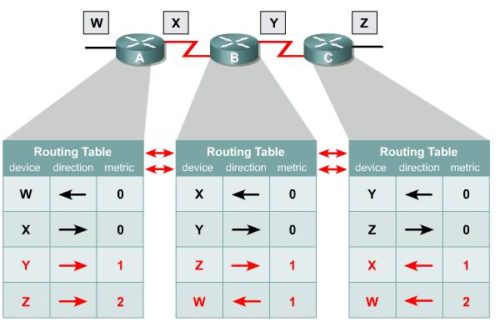 W X Y Z
A B C
Routing Table Routing Table Routing Table
device direction metric device direction metric device direction metric
W 0 X 0 Y 0
X 0 Y 0 Z 0
Y 1 Z 1 X 1
Z 2 W 1 W 2